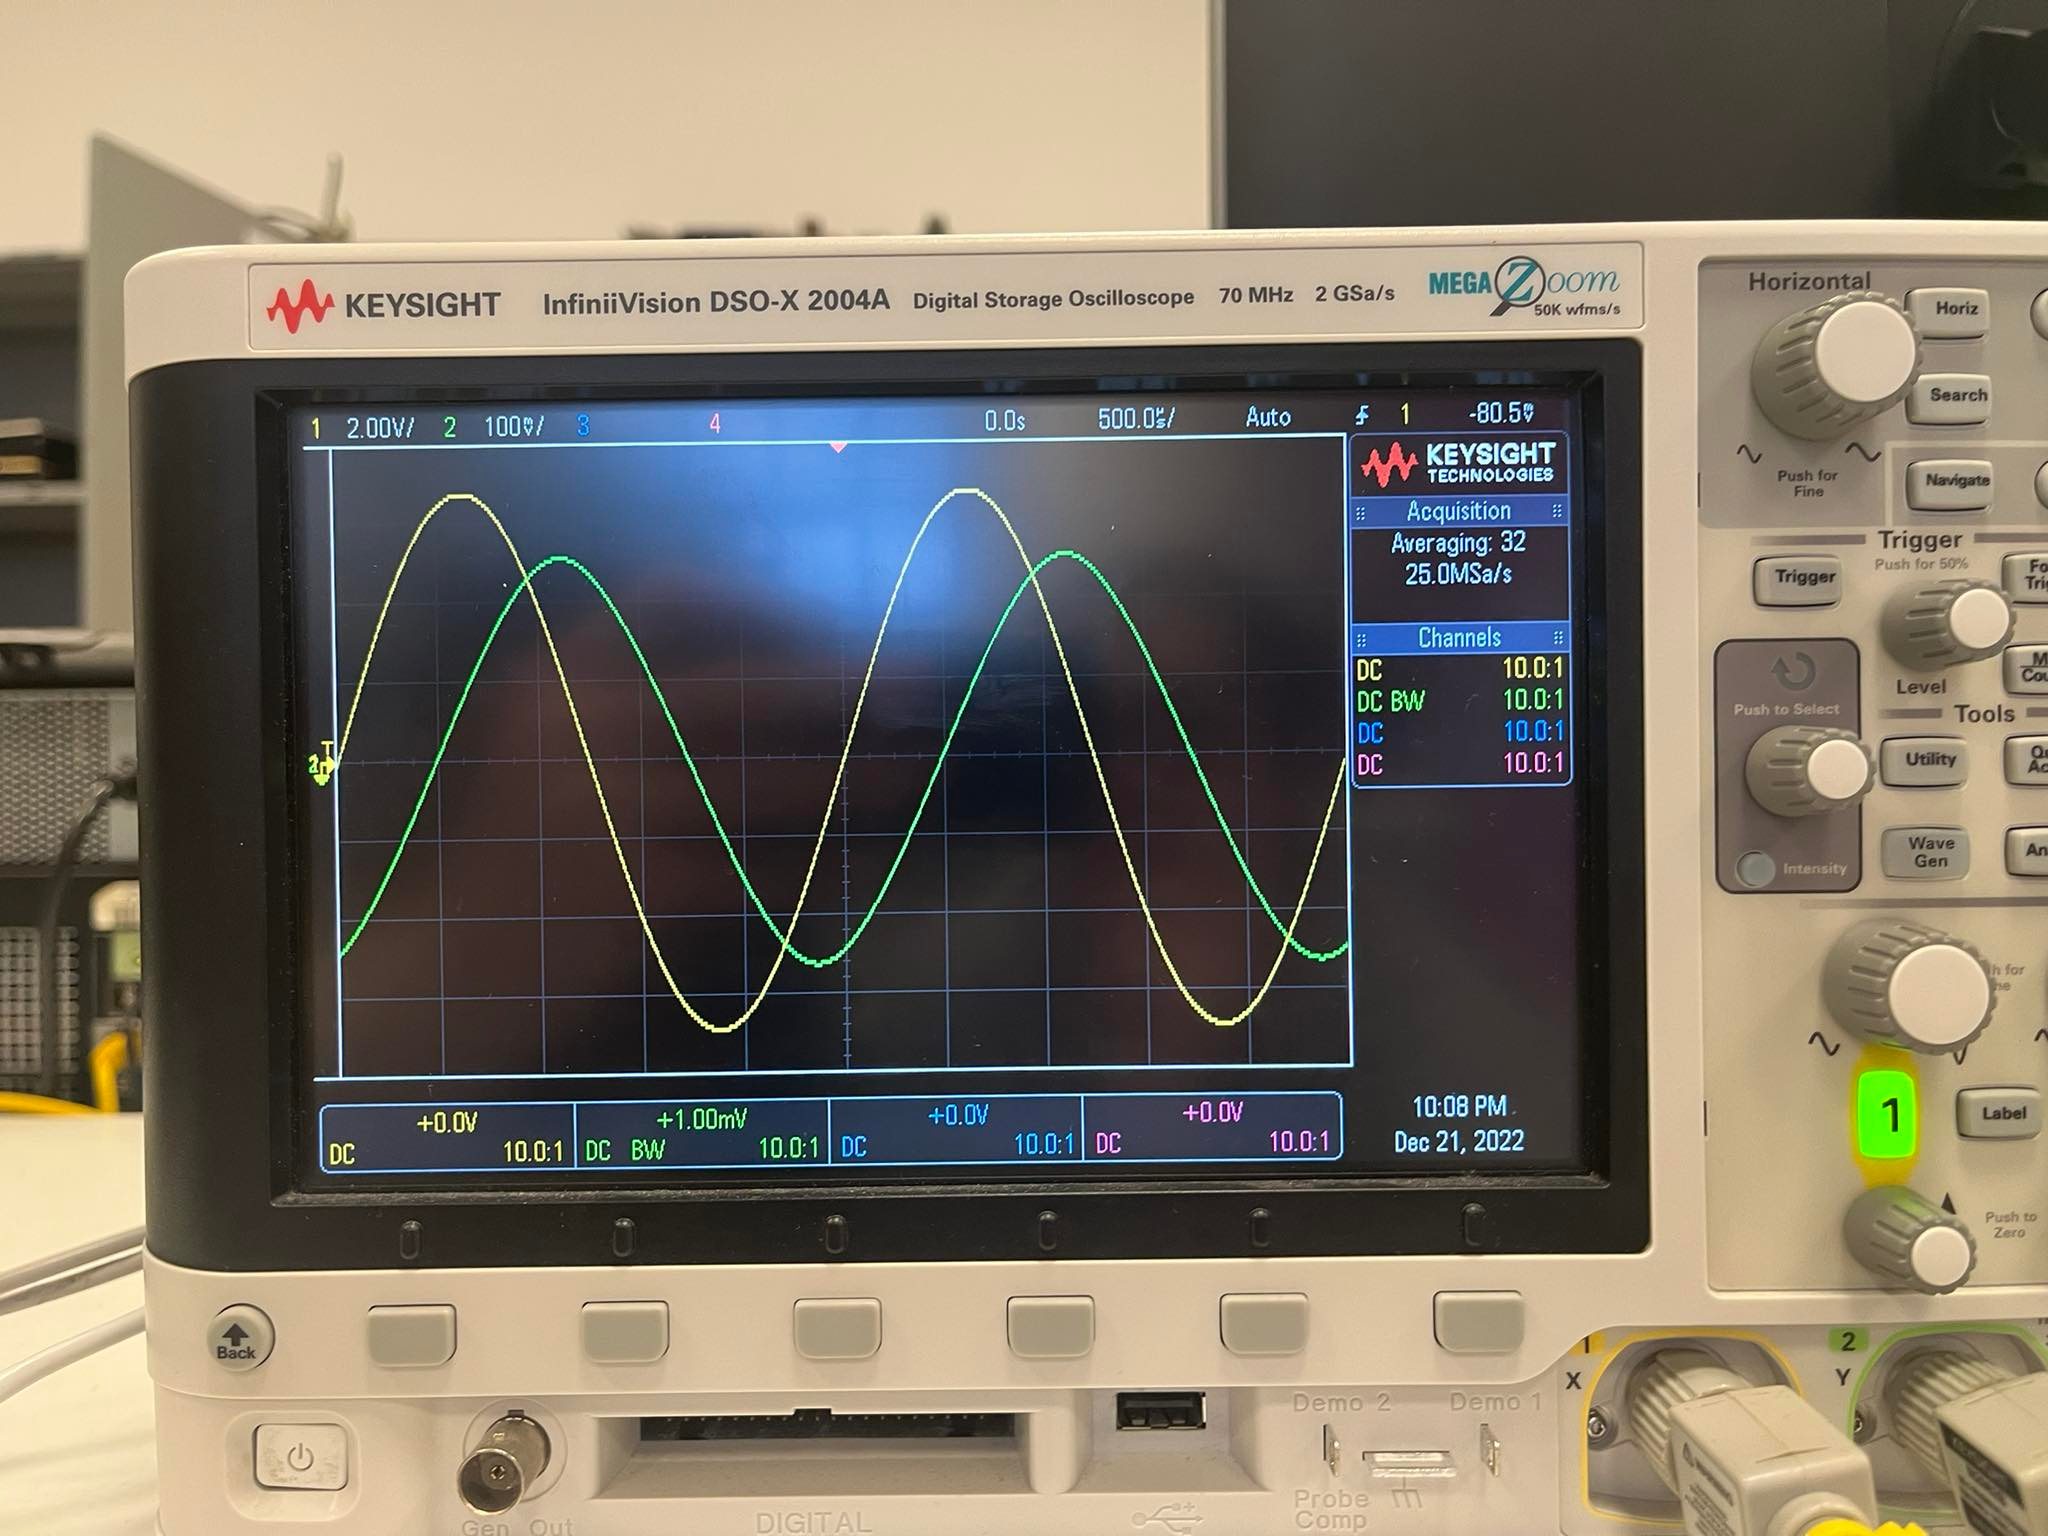 KEYSIGHT InfiniiVision DSO-X 2004A Digital Storage Oscilloscope 70 MHz 2 GSa/s MEGA Zoom
50K wfms/s
1 2.00V/ 2 100mV/ 3 4 0.0s 500.0µs/ Auto 1 -80.5mV
KEYSIGHT
TECHNOLOGIES
Acquisition
Averaging: 32
25.0MSa/s
Channels
DC 10.0:1
DC BW 10.0:1
DC 10.0:1
DC 10.0:1
T
+0.0V
DC 10.0:1
+1.00mV
DC BW 10.0:1
+0.0V
DC 10.0:1
+0.0V
DC 10.0:1
10:08 PM
Dec 21, 2022
Horizontal
Horiz
Search
Push for
Fine
Navigate
Trigger
Push for 50%
Trigger
Level
Push to Select
Tools
Utility
Wave
Gen
Intensity
1
Label
Push to
Zero
Back
Gen Out
DIGITAL
Demo 2 Demo 1
Probe
Comp
1
X
2
Y